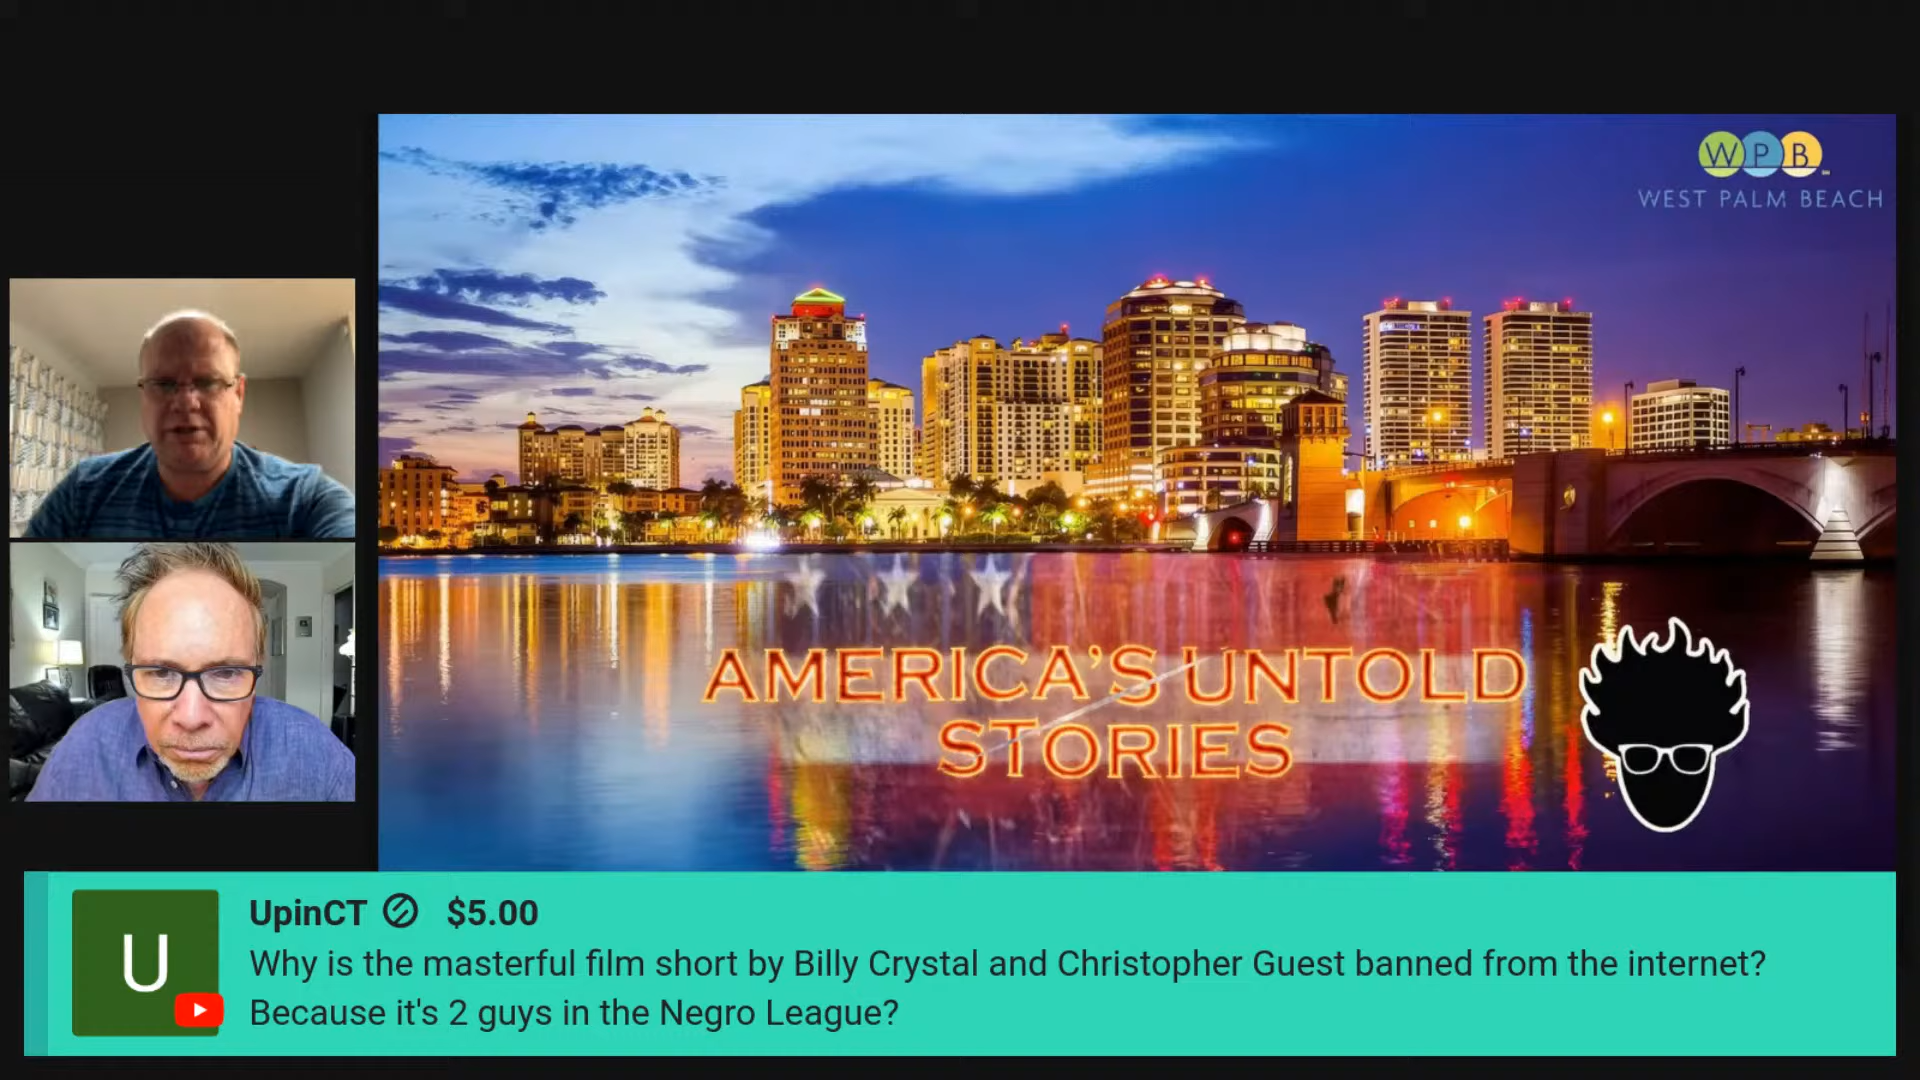 WPB
WEST PALM BEACH
AMERICA'S UNTOLD
STORIES
U
UpinCT $5.00
Why is the masterful film short by Billy Crystal and Christopher Guest banned from the internet?
Because it's 2 guys in the Negro League?